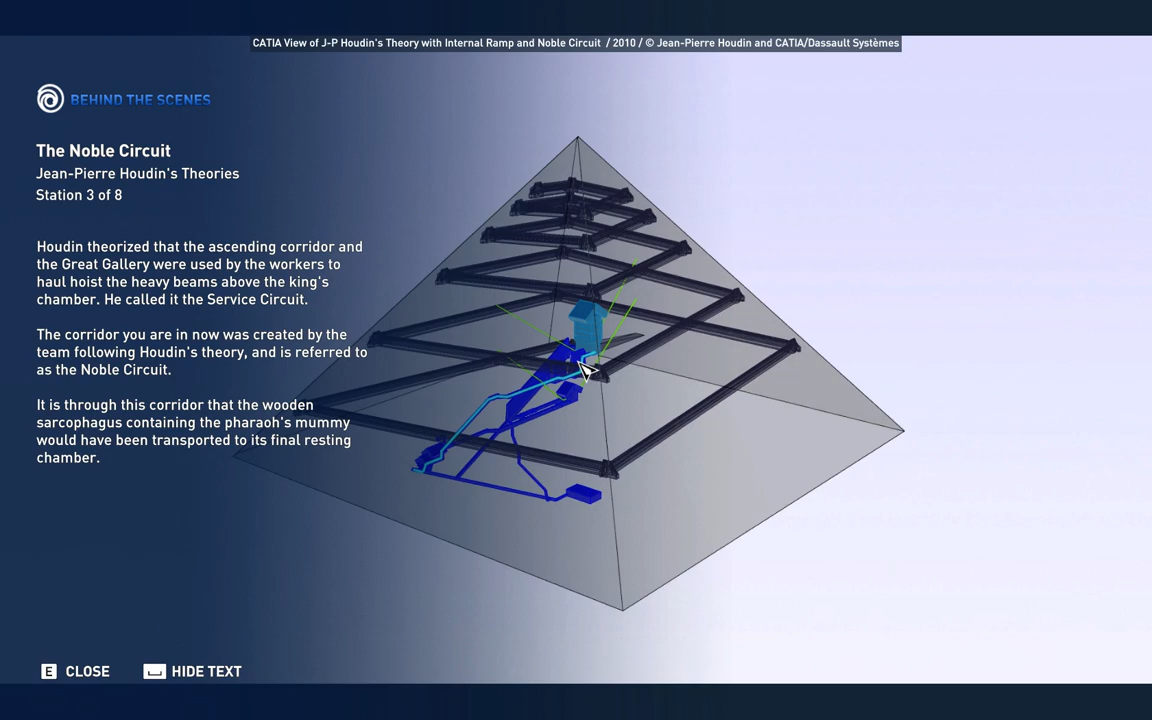 CATIA View of J-P Houdin's Theory with Internal Ramp and Noble Circuit / 2010 / © Jean-Pierre Houdin and CATIA/Dassault Systèmes
BEHIND THE SCENES
The Noble Circuit
Jean-Pierre Houdin's Theories
Station 3 of 8
Houdin theorized that the ascending corridor and
the Great Gallery were used by the workers to
haul hoist the heavy beams above the king's
chamber. He called it the Service Circuit.
The corridor you are in now was created by the
team following Houdin's theory, and is referred to
as the Noble Circuit.
It is through this corridor that the wooden
sarcophagus containing the pharaoh's mummy
would have been transported to its final resting
chamber.
E CLOSE HIDE TEXT